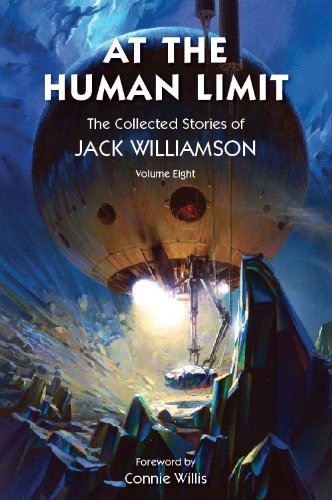 AT THE
HUMAN LIMIT
The Collected Stories of
JACK WILLIAMSON
Volume Eight
Foreword by
Connie Willis